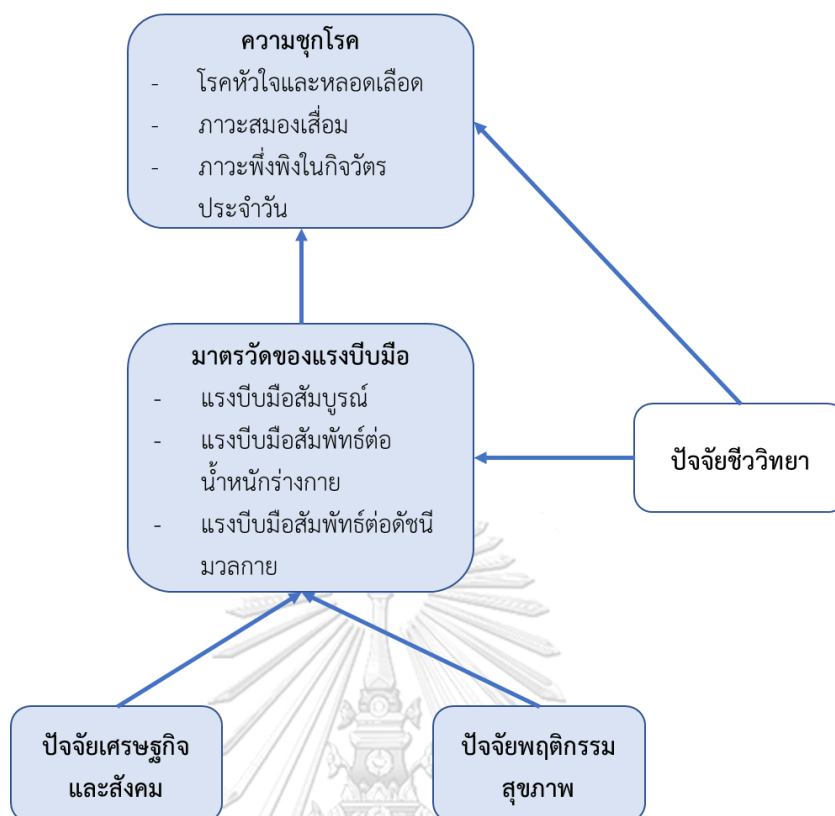 ความชุกโรค
- โรคหัวใจและหลอดเลือด
- ภาวะสมองเสื่อม
- ภาวะพึ่งพิงในกิจวัตร
ประจำวัน
มาตรวัดของแรงบีบมือ
- แรงบีบมือสัมบูรณ์
- แรงบีบมือสัมพัทธ์ต่อ
น้ำหนักร่างกาย
- แรงบีบมือสัมพัทธ์ต่อดัชนี
มวลกาย
ปัจจัยชีววิทยา
ปัจจัยเศรษฐกิจ
และสังคม
ปัจจัยพฤติกรรม
สุขภาพ